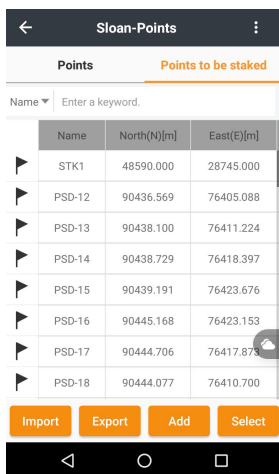 Sloan-Points
Points Points to be staked
Name Enter a keyword.
Name North(N)[m] East(E)[m]
STK1 48590.000 28745.000
PSD-12 90436.569 76405.088
PSD-13 90438.100 76411.224
PSD-14 90438.729 76418.397
PSD-15 90439.191 76423.676
PSD-16 90445.168 76423.153
PSD-17 90444.706 76417.873
PSD-18 90444.077 76410.700
Import Export Add Select